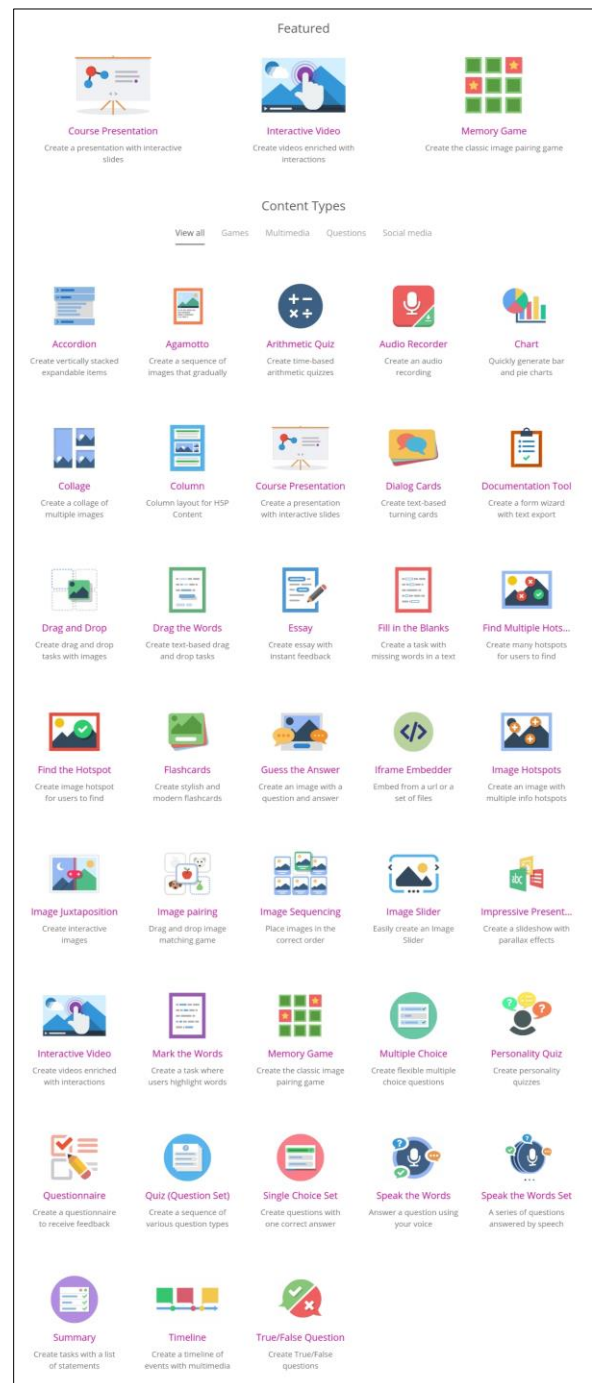 Featured
Course Presentation
Create a presentation with interactive
slides
Interactive Video
Create videos enriched with
interactions
Memory Game
Create the classic image pairing game
Content Types
View all Games Multimedia Questions Social media
Accordion
Create vertically stacked
expandable items
Agamotto
Create a sequence of
images that gradually
Arithmetic Quiz
Create time-based
arithmetic quizzes
Audio Recorder
Create an audio
recording
Chart
Quickly generate bar
and pie charts
Collage
Create a collage of
multiple images
Column
Column layout for H5P
Content
Course Presentation
Create a presentation
with interactive slides
Dialog Cards
Create text-based
turning cards
Documentation Tool
Create a form wizard
with text export
Drag and Drop
Create drag and drop
tasks with images
Drag the Words
Create text-based drag
and drop tasks
Essay
Create essay with
instant feedback
Fill in the Blanks
Create a task with
missing words in a text
Find Multiple Hots...
Create many hotspots
for users to find
Find the Hotspot
Create image hotspot
for users to find
Flashcards
Create stylish and
modern flashcards
Guess the Answer
Create an image with a
question and answer
Iframe Embedder
Embed from a url or a
set of files
Image Hotspots
Create an image with
multiple info hotspots
Image Juxtaposition
Create interactive
images
Image pairing
Drag and drop image
matching game
Image Sequencing
Place images in the
correct order
Image Slider
Easily create an Image
Slider
abc
Impressive Present...
Create a slideshow with
parallax effects
Interactive Video
Create videos enriched
with interactions
Mark the Words
Create a task where
users highlight words
Memory Game
Create the classic image
pairing game
Multiple Choice
Create flexible multiple
choice questions
Personality Quiz
Create personality
quizzes
Questionnaire
Create a questionnaire
to receive feedback
Quiz (Question Set)
Create a sequence of
various question types
Single Choice Set
Create questions with
one correct answer
Speak the Words
Answer a question using
your voice
Speak the Words Set
A series of questions
answered by speech
Summary
Create tasks with a list
of statements
Timeline
Create a timeline of
events with multimedia
True/False Question
Create True/False
questions